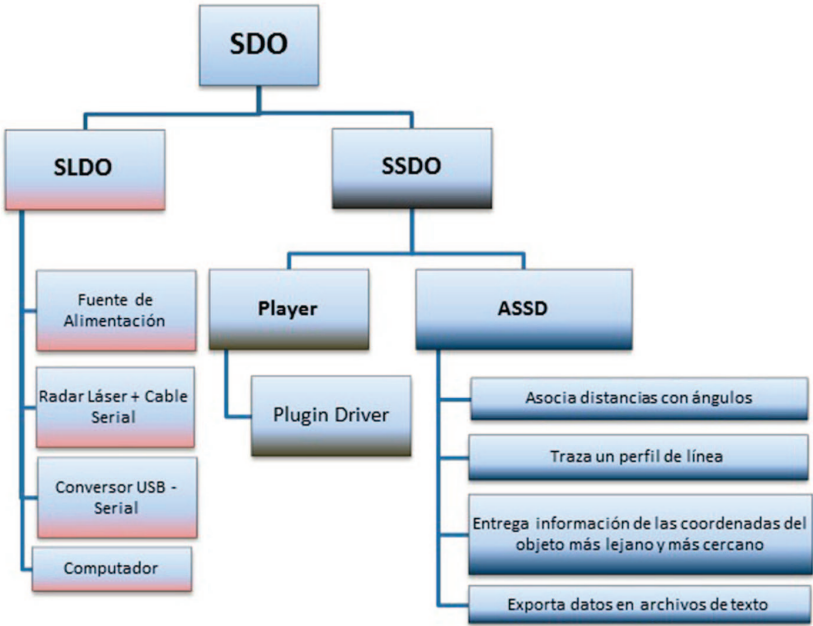 SDO
SLDO
SSDO
Fuente de
Alimentación
Radar Láser + Cable
Serial
Conversor USB -
Serial
Computador
Player
Plugin Driver
ASSD
Asocia distancias con ángulos
Traza un perfil de línea
Entrega información de las coordenadas del
objeto más lejano y más cercano
Exporta datos en archivos de texto